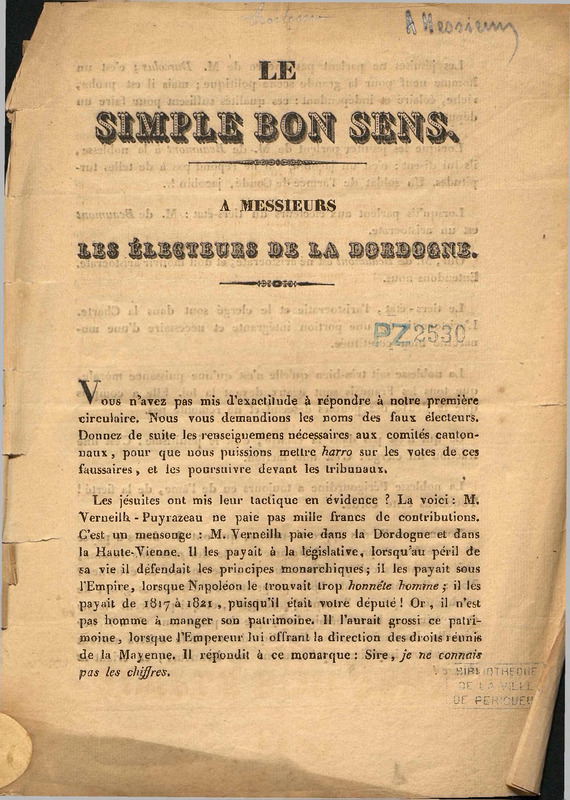 A Messieurs
LE
SIMPLE BON SENS.
A MESSIEURS
LES ÉLECTEURS DE LA DORDOGNE.
PZ 2530
Vous n'avez pas mis d'exactitude à répondre à notre première
circulaire. Nous vous demandions les noms des faux électeurs.
Donnez de suite les renseignemens nécessaires aux comités canton-
naux, pour que nous puissions mettre harro sur les votes de ces
faussaires, et les poursuivre devant les tribunaux.
Les jésuites ont mis leur tactique en évidence ? La voici : M.
Verneilh - Puyrazeau ne paie pas mille francs de contributions.
C'est un mensonge : M. Verneilh paie dans la Dordogne et dans
la Haute-Vienne. Il les payait à la législative, lorsqu'au péril de
sa vie il défendait les principes monarchiques ; il les payait sous
l'Empire, lorsque Napoléon le trouvait trop honnête homme ; il les
payait de 1817 à 1821, puisqu'il était votre député ! Or, il n'est
pas homme à manger son patrimoine. Il l'aurait grossi ce patri-
moine, lorsque l'Empereur lui offrant la direction des droits réunis
de la Mayenne. Il répondit à ce monarque : Sire, je ne connais
pas les chiffres.
BIBLIOTHEQUE
DE LA VILLE
DE PERIGUEUX